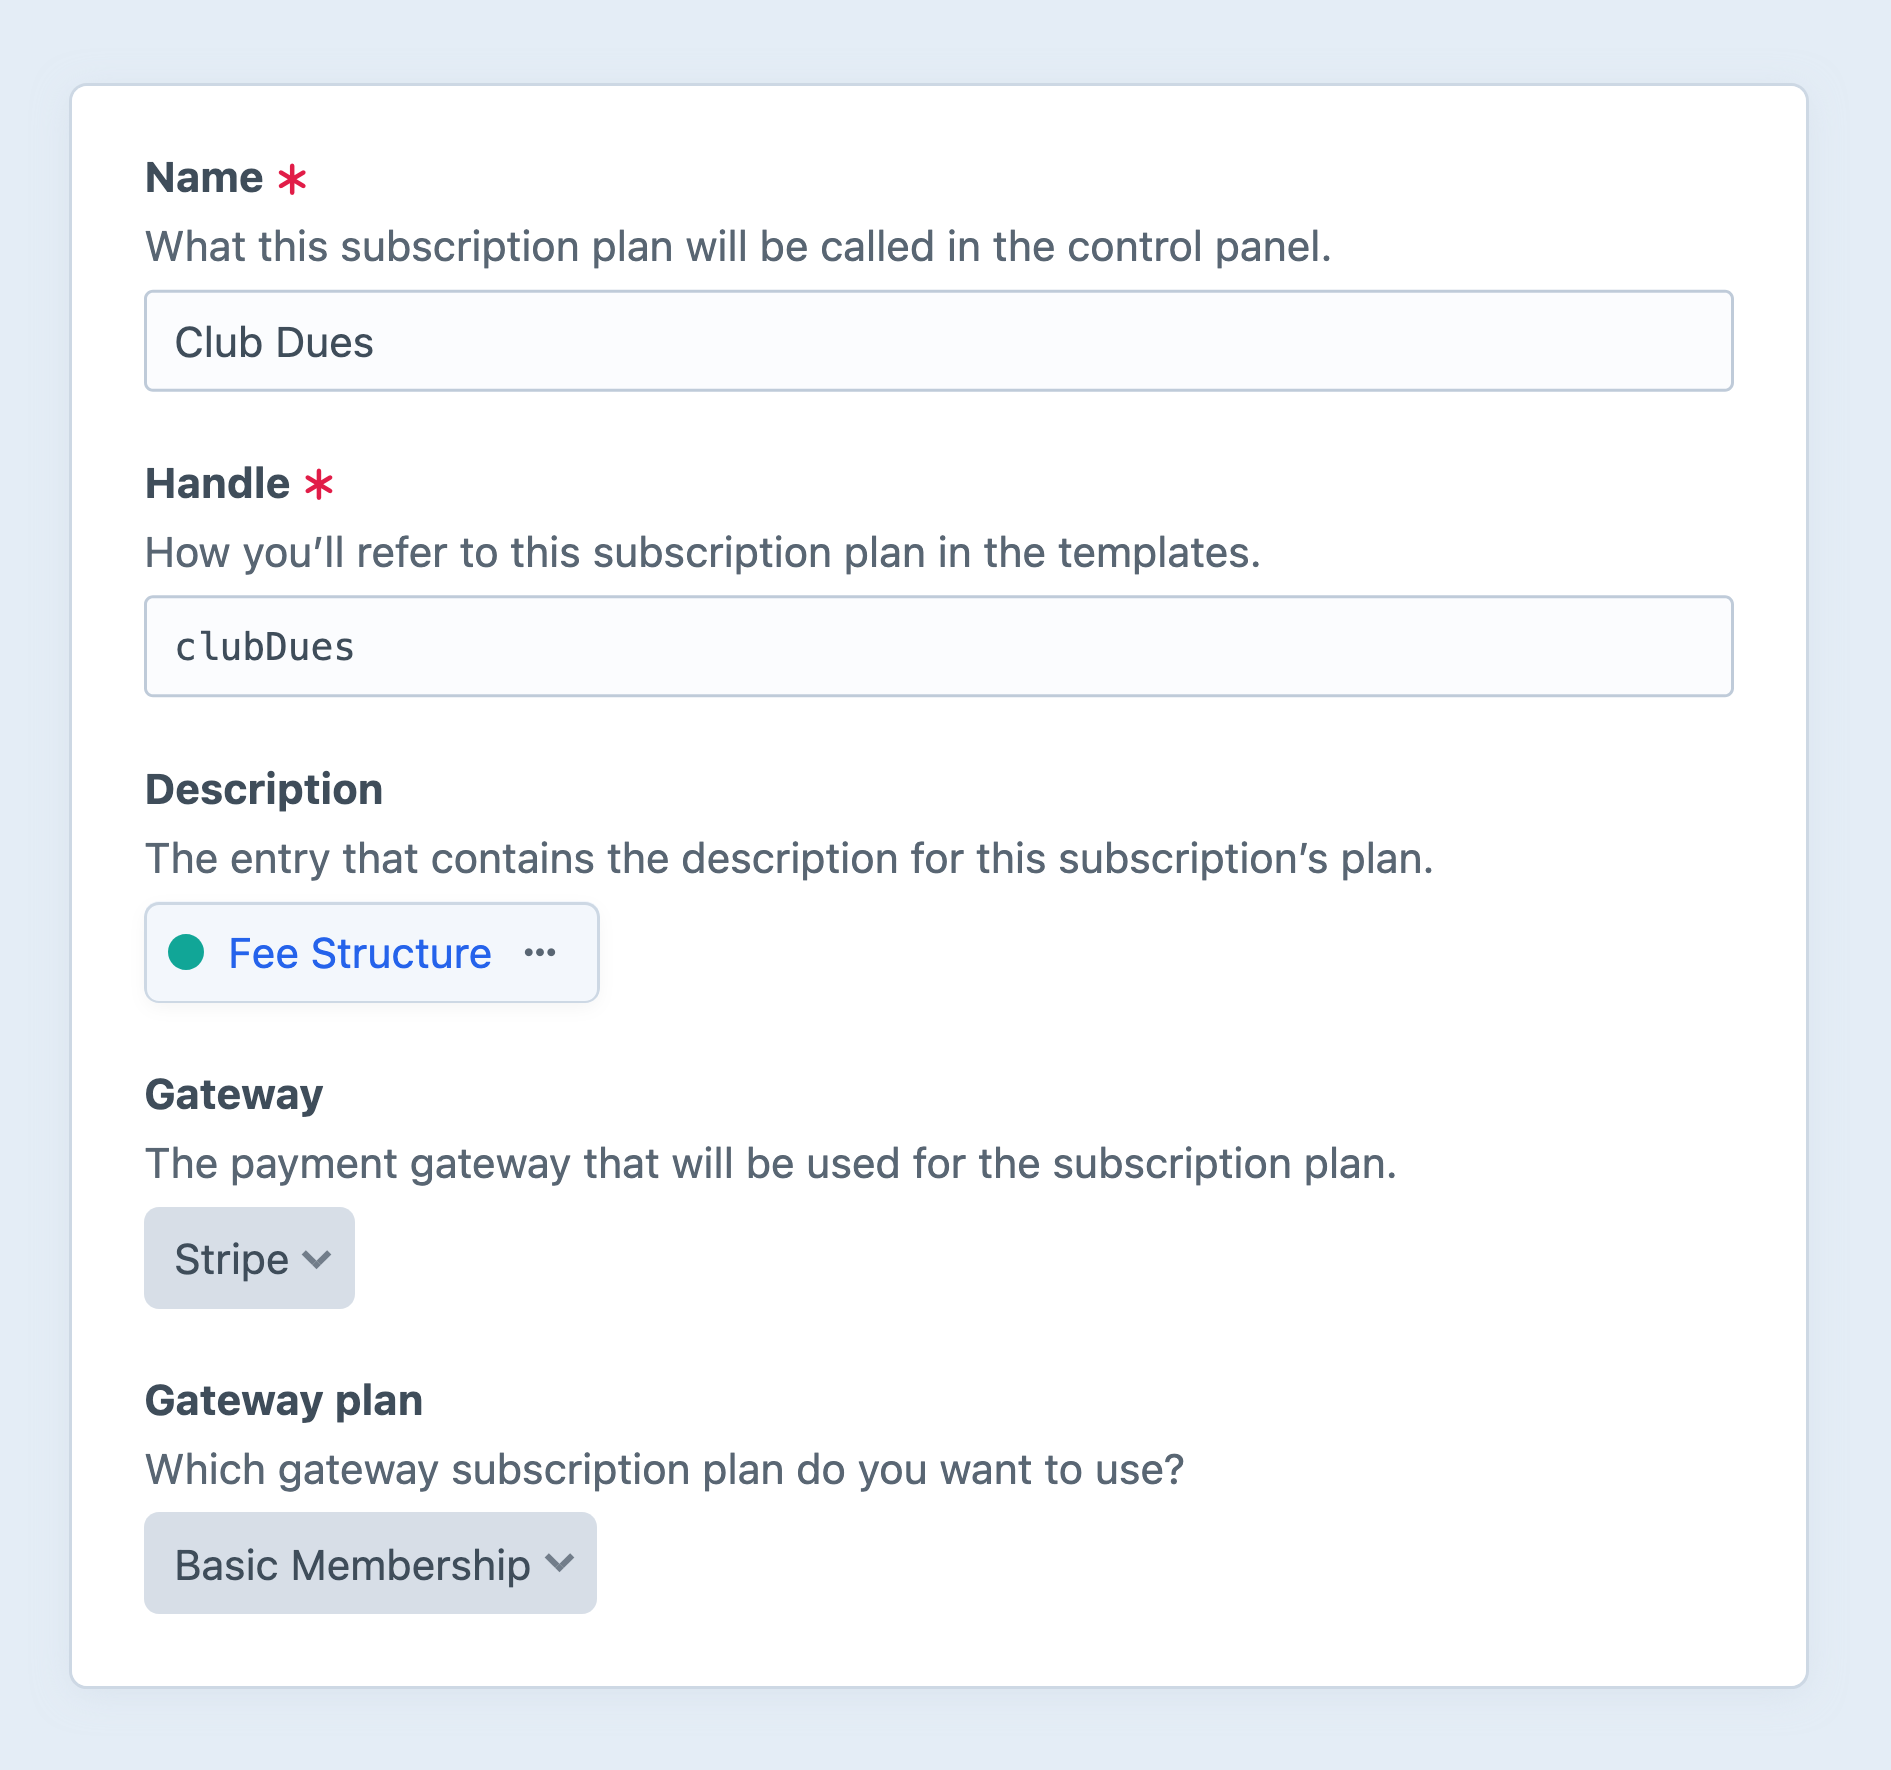 Name *
What this subscription plan will be called in the control panel.
Club Dues
Handle *
How you’ll refer to this subscription plan in the templates.
clubDues
Description
The entry that contains the description for this subscription’s plan.
Fee Structure ···
Gateway
The payment gateway that will be used for the subscription plan.
Stripe
Gateway plan
Which gateway subscription plan do you want to use?
Basic Membership